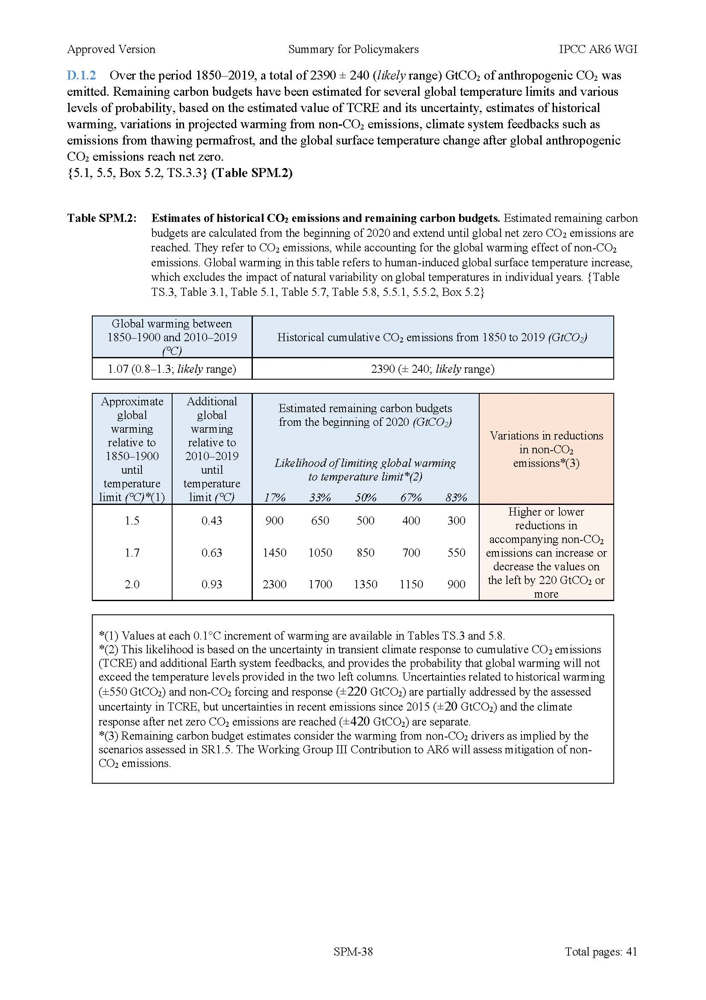 Approved Version Summary for Policymakers IPCC AR6 WGI
D.1.2 Over the period 1850–2019, a total of 2390 ± 240 (likely range) GtCO₂ of anthropogenic CO₂ was
emitted. Remaining carbon budgets have been estimated for several global temperature limits and various
levels of probability, based on the estimated value of TCRE and its uncertainty, estimates of historical
warming, variations in projected warming from non-CO₂ emissions, climate system feedbacks such as
emissions from thawing permafrost, and the global surface temperature change after global anthropogenic
CO₂ emissions reach net zero.
{5.1, 5.5, Box 5.2, TS.3.3} (Table SPM.2)
Table SPM.2: Estimates of historical CO₂ emissions and remaining carbon budgets. Estimated remaining carbon
budgets are calculated from the beginning of 2020 and extend until global net zero CO₂ emissions are
reached. They refer to CO₂ emissions, while accounting for the global warming effect of non-CO₂
emissions. Global warming in this table refers to human-induced global surface temperature increase,
which excludes the impact of natural variability on global temperatures in individual years. {Table
TS.3, Table 3.1, Table 5.1, Table 5.7, Table 5.8, 5.5.1, 5.5.2, Box 5.2}
Global warming between
1850–1900 and 2010–2019
(°C)
Historical cumulative CO₂ emissions from 1850 to 2019 (GtCO₂)
1.07 (0.8–1.3; likely range) 2390 (± 240; likely range)
Approximate
global
warming
relative to
1850–1900
until
temperature
limit (°C)*(1)
Additional
global
warming
relative to
2010–2019
until
temperature
limit (°C)
Estimated remaining carbon budgets
from the beginning of 2020 (GtCO₂)
Likelihood of limiting global warming
to temperature limit*(2)
17% 33% 50% 67% 83%
Variations in reductions
in non-CO₂
emissions*(3)
1.5 0.43 900 650 500 400 300
1.7 0.63 1450 1050 850 700 550
2.0 0.93 2300 1700 1350 1150 900
Higher or lower
reductions in
accompanying non-CO₂
emissions can increase or
decrease the values on
the left by 220 GtCO₂ or
more
*(1) Values at each 0.1°C increment of warming are available in Tables TS.3 and 5.8.
*(2) This likelihood is based on the uncertainty in transient climate response to cumulative CO₂ emissions
(TCRE) and additional Earth system feedbacks, and provides the probability that global warming will not
exceed the temperature levels provided in the two left columns. Uncertainties related to historical warming
(±550 GtCO₂) and non-CO₂ forcing and response (±220 GtCO₂) are partially addressed by the assessed
uncertainty in TCRE, but uncertainties in recent emissions since 2015 (±20 GtCO₂) and the climate
response after net zero CO₂ emissions are reached (±420 GtCO₂) are separate.
*(3) Remaining carbon budget estimates consider the warming from non-CO₂ drivers as implied by the
scenarios assessed in SR1.5. The Working Group III Contribution to AR6 will assess mitigation of non-
CO₂ emissions.
SPM-38 Total pages: 41